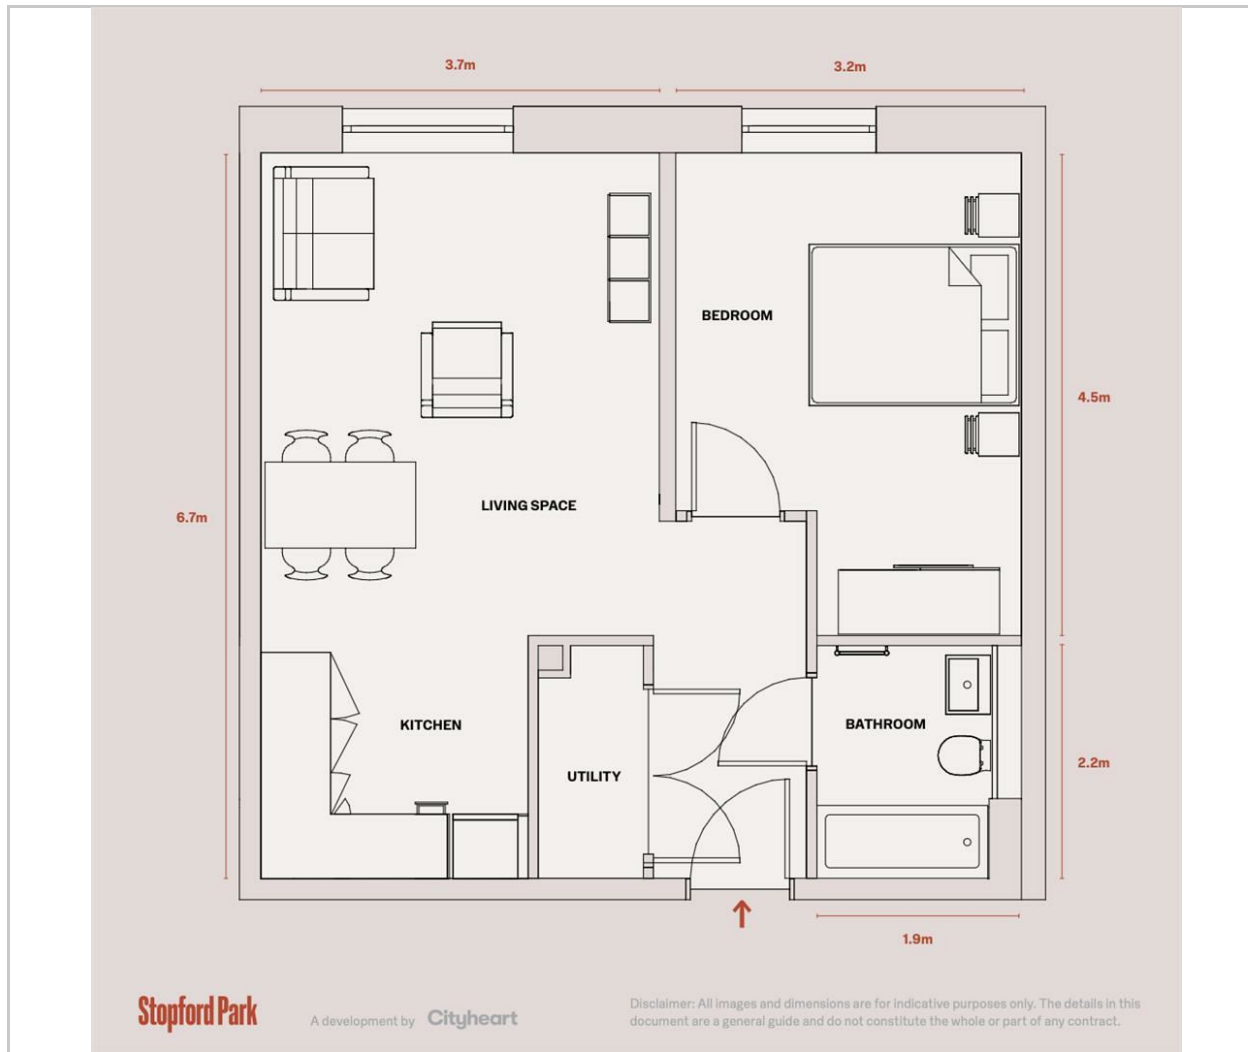 3.7m
3.2m
BEDROOM
4.5m
LIVING SPACE
6.7m
KITCHEN
BATHROOM
UTILITY
2.2m
1.9m
Stopford Park
A development by Cityheart
Disclaimer: All images and dimensions are for indicative purposes only. The details in this
document are a general guide and do not constitute the whole or part of any contract.